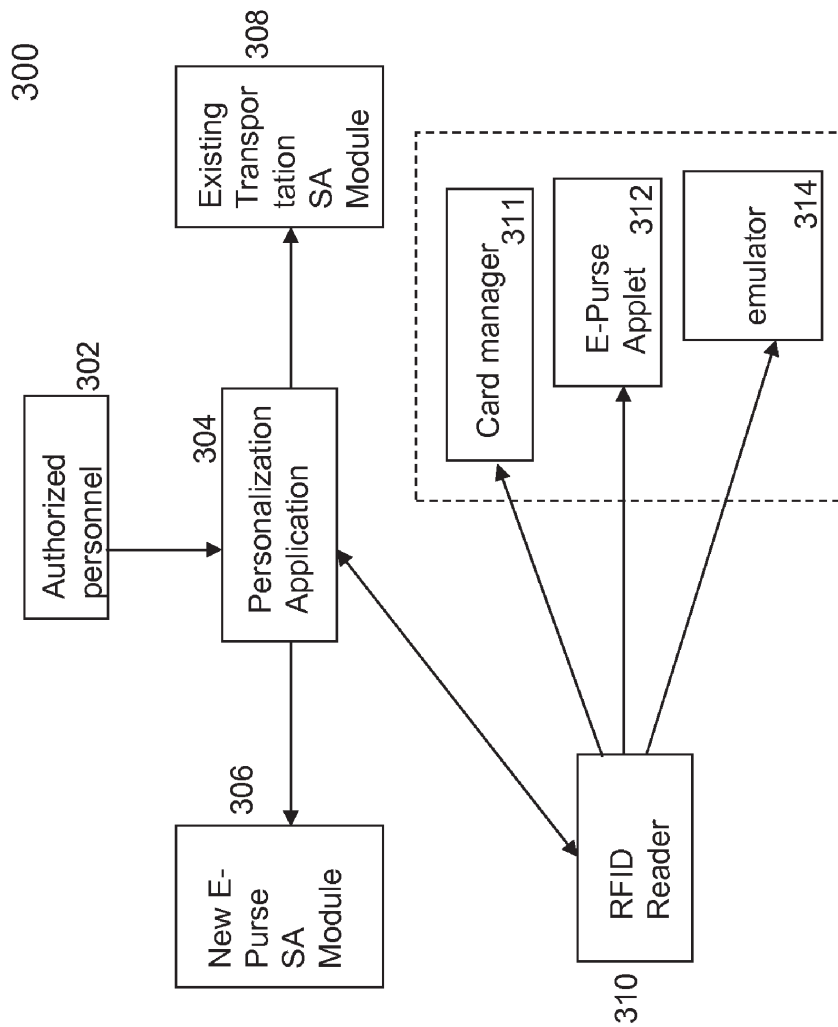 300
Authorized
personnel
302
New E-
Purse
SA
Module
306
304
Personalization
Application
Existing
Transpor
tation
SA
Module
308
Card manager
311
E-Purse
Applet
312
emulator
314
RFID
Reader
310